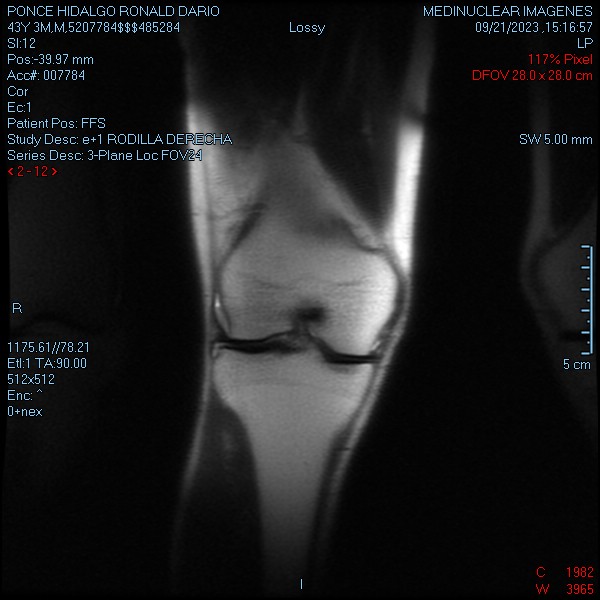 PONCE HIDALGO RONALD DARIO
43Y 3M,M,5207784$$$485284
SI:12
Pos:-39.97 mm
Acc#: 007784
Cor
Ec:1
Patient Pos: FFS
Study Desc: e+1 RODILLA DERECHA
Series Desc: 3-Plane Loc FOV24
< 2 - 12 >
Lossy
MEDINUCLEAR IMAGENES
09/21/2023 ,15:16:57
LP
117% Pixel
DFOV 28.0 x 28.0 cm
SW 5.00 mm
R
1175.61//78.21
Etl:1 TA:90.00
512x512
Enc: ^
0+nex
5 cm
I
C 1982
W 3965